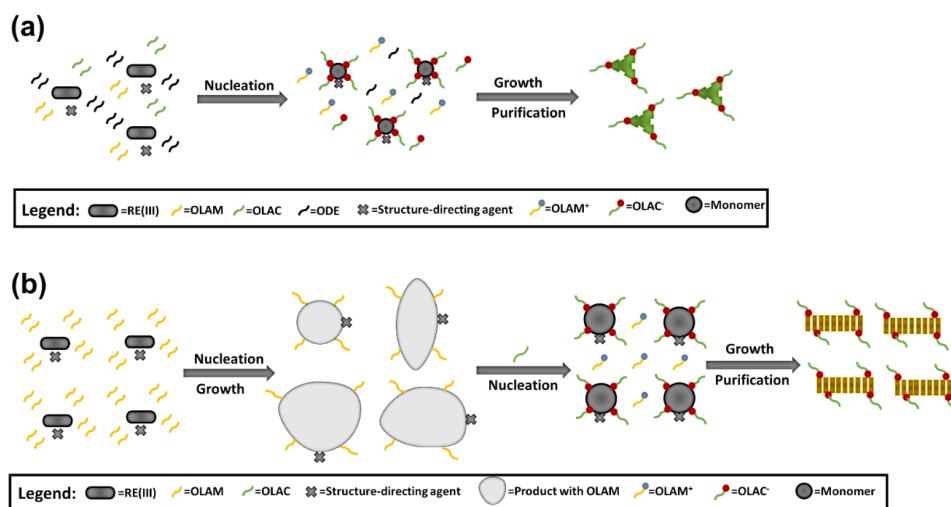 (a)
Nucleation
Growth
Purification
Legend: =RE(III) =OLAM =OLAC =ODE =Structure-directing agent =OLAM⁺ =OLAC⁻ =Monomer
(b)
Nucleation
Growth
Nucleation
Growth
Purification
Legend: =RE(III) =OLAM =OLAC =Structure-directing agent =Product with OLAM =OLAM⁺ =OLAC⁻ =Monomer